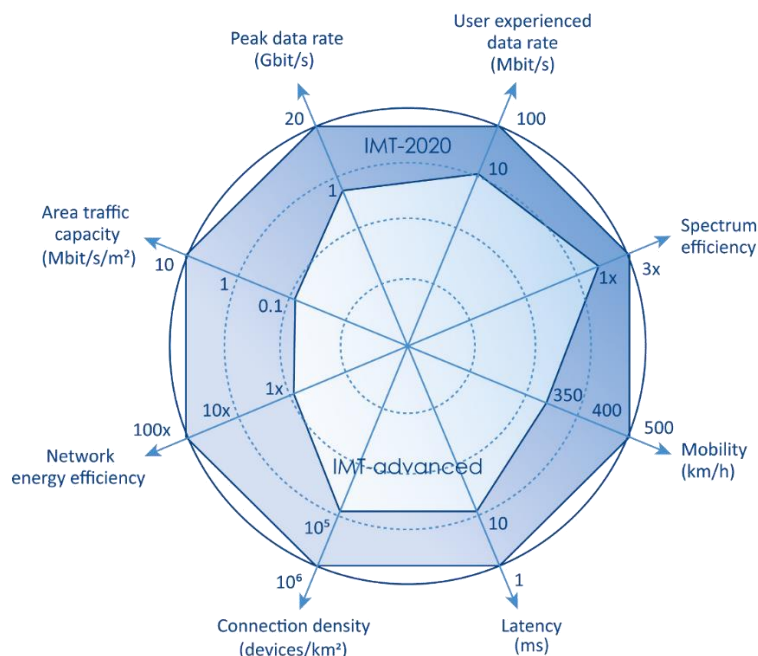 Peak data rate
(Gbit/s)
User experienced
data rate
(Mbit/s)
20
100
IMT-2020
1
10
Area traffic
capacity
(Mbit/s/m²)
Spectrum
efficiency
10
1
0.1
1x
3x
1x
10x
100x
350
400
500
Network
energy efficiency
Mobility
(km/h)
IMT-advanced
10⁵
10
10⁶
1
Connection density
(devices/km²)
Latency
(ms)